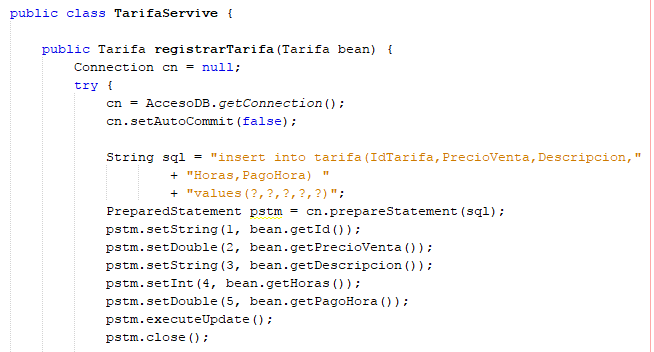 public class TarifaServive {
public Tarifa registrarTarifa(Tarifa bean) {
Connection cn = null;
try {
cn = AccesoDB.getConnection();
cn.setAutoCommit(false);
String sql = "insert into tarifa(IdTarifa,PrecioVenta,Descripcion,"
+ "Horas,PagoHora) "
+ "values(?,?,?,?,?)";
PreparedStatement pstm = cn.prepareStatement(sql);
pstm.setString(1, bean.getId());
pstm.setDouble(2, bean.getPrecioVenta());
pstm.setString(3, bean.getDescripcion());
pstm.setInt(4, bean.getHoras());
pstm.setDouble(5, bean.getPagoHora());
pstm.executeUpdate();
pstm.close();